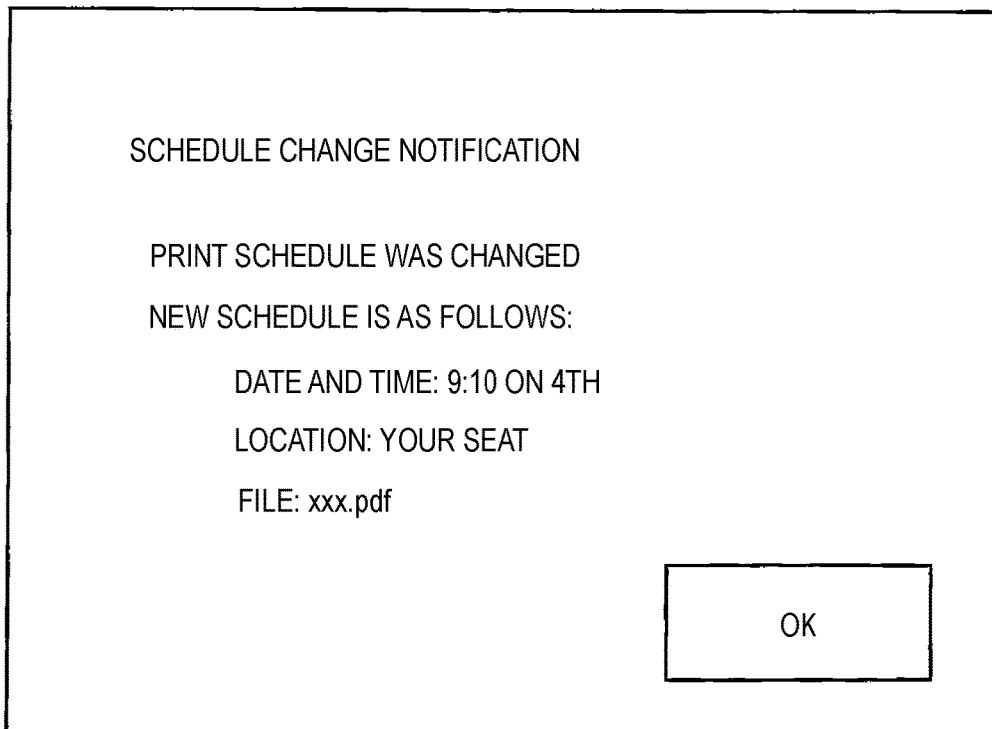 SCHEDULE CHANGE NOTIFICATION
PRINT SCHEDULE WAS CHANGED
NEW SCHEDULE IS AS FOLLOWS:
DATE AND TIME: 9:10 ON 4TH
LOCATION: YOUR SEAT
FILE: xxx.pdf
OK